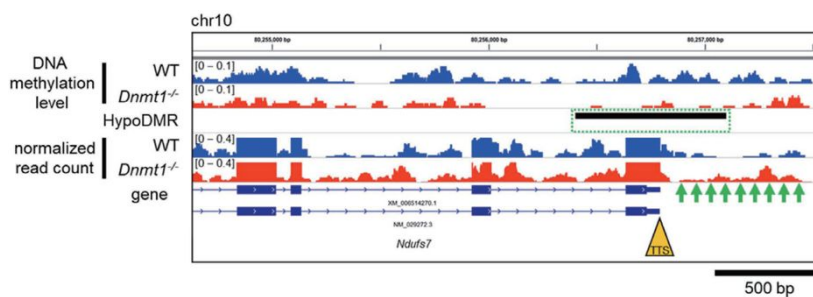 chr10
80,255,000 bp 80,256,000 bp 80,257,000 bp
DNA methylation level
WT [0 – 0.1]
Dnmt1-/- [0 – 0.1]
HypoDMR
normalized read count
WT [0 – 0.4]
Dnmt1-/- [0 – 0.4]
gene
XM_006514270.1
NM_029272.3
Ndufs7
TTS
500 bp